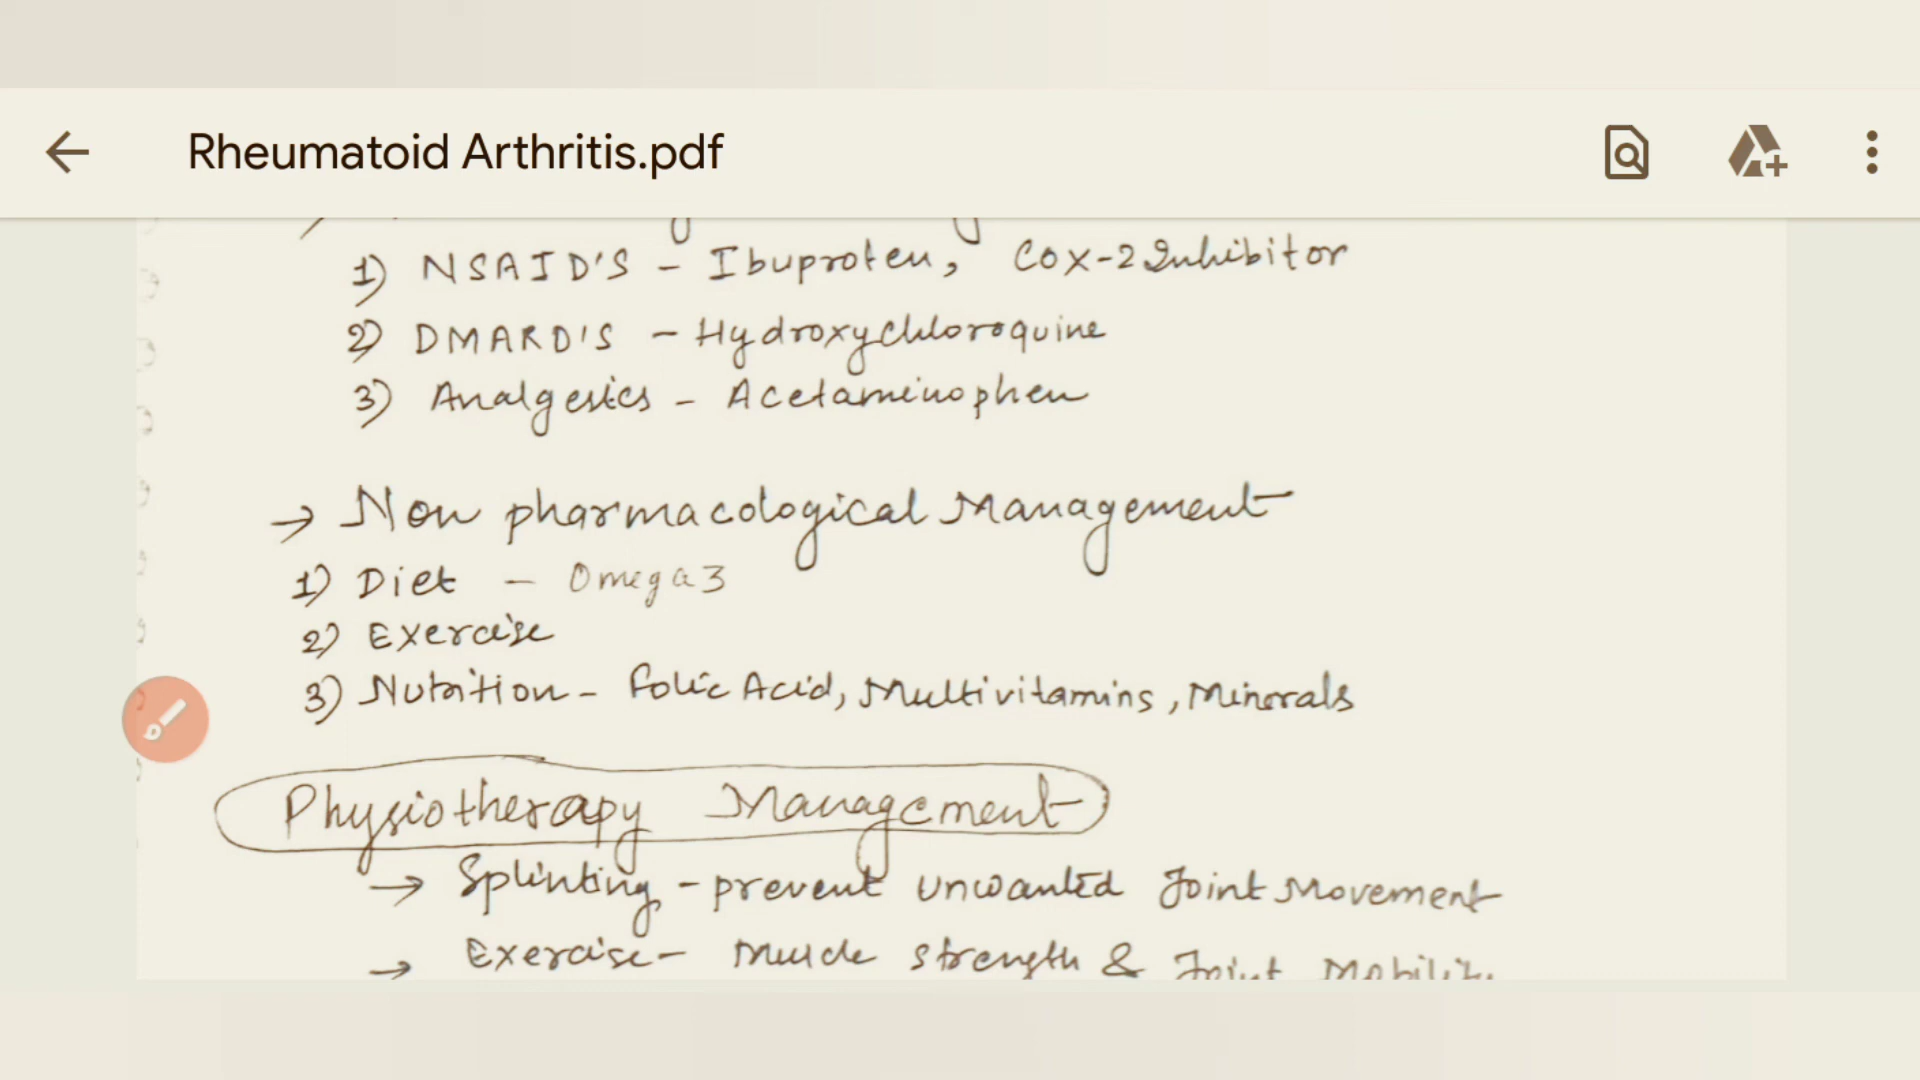 Rheumatoid Arthritis.pdf
1) NSAID'S - Ibuprofen, Cox-2 Inhibitor
2) DMARD'S - Hydroxychloroquine
3) Analgesics - Acetaminophen
→ Non pharmacological Management
1) Diet - Omega 3
2) Exercise
3) Nutrition - Folic Acid, Multivitamins, Minerals
Physiotherapy Management
→ Splinting - prevent unwanted Joint Movement
→ Exercise - Muscle strength & Joint Mobility